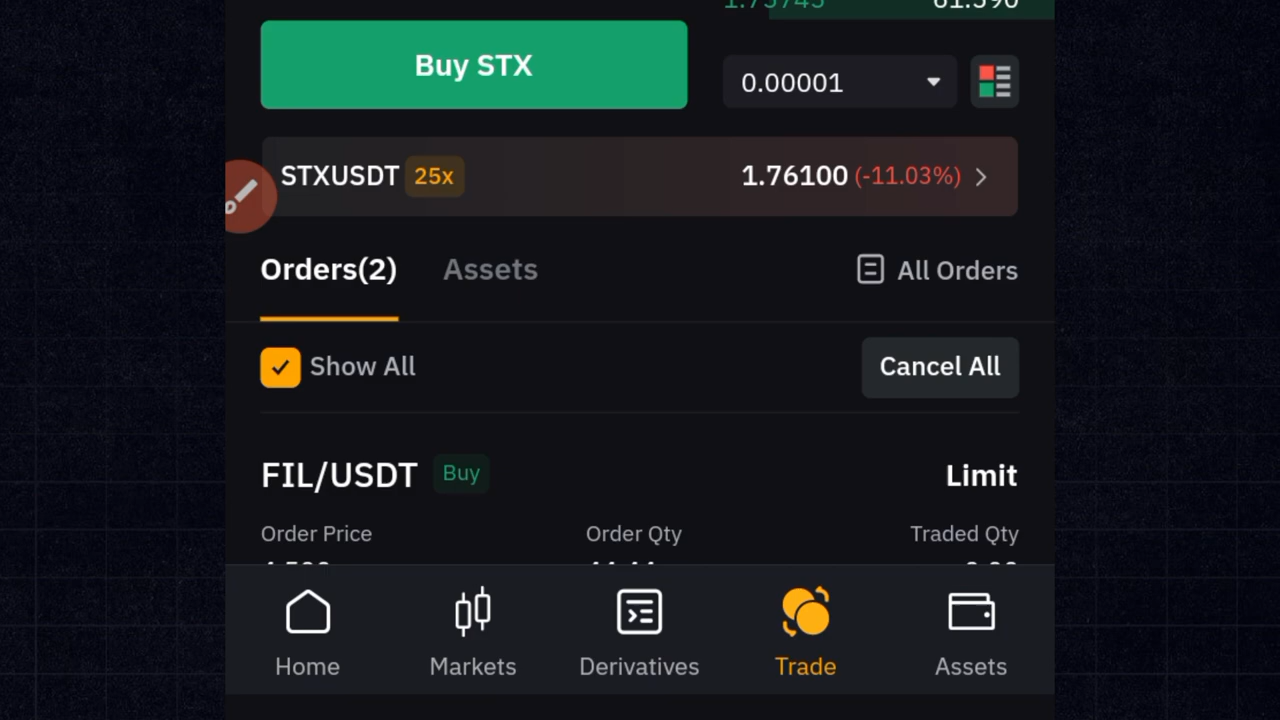 Buy STX
0.00001
STXUSDT 25x 1.76100 (-11.03%)
Orders(2) Assets All Orders
Show All Cancel All
FIL/USDT Buy Limit
Order Price Order Qty Traded Qty
Home Markets Derivatives Trade Assets